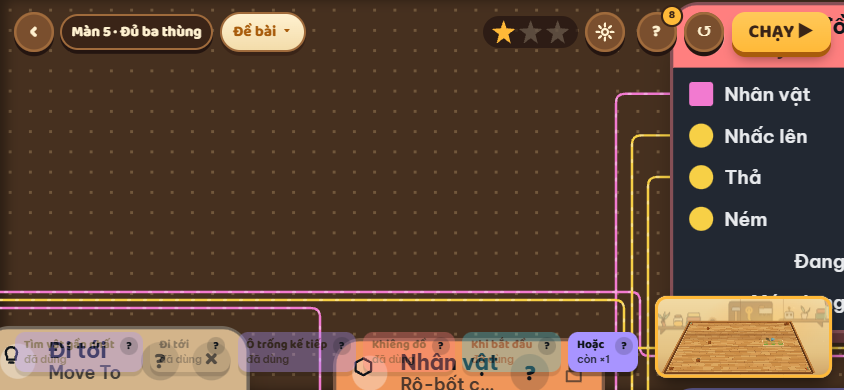 Màn 5 · Đủ ba thùng
Đề bài
?
8
CHẠY
Nhân vật
Nhấc lên
Thả
Ném
Đang
Đi tới
Move To
?
Đi tới
đã dùng
?
Ô trống kế tiếp
đã dùng
?
Khiêng đồ
?
Nhân vật
Rô-bốt c...
?
Khi bắt đầu
?
Hoặc
còn ×1
?